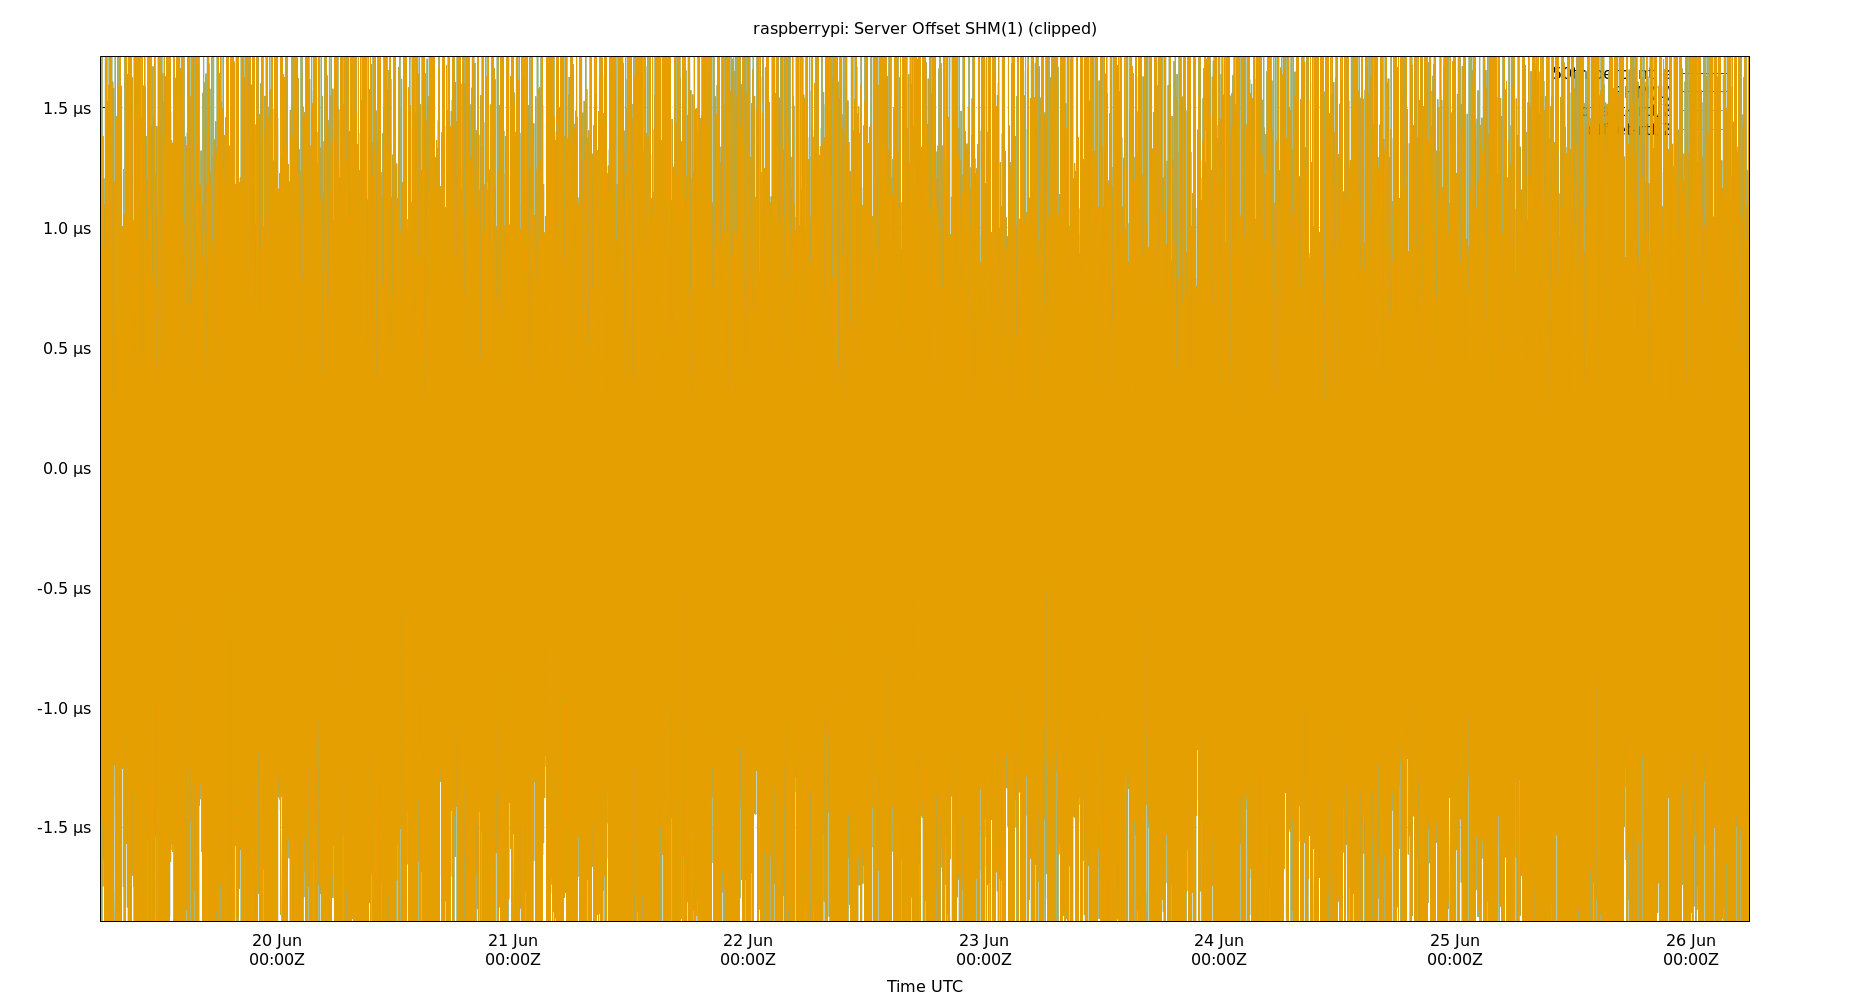 raspberrypi: Server Offset SHM(1) (clipped)
1.5 µs
1.0 µs
0.5 µs
0.0 µs
-0.5 µs
-1.0 µs
-1.5 µs
20 Jun
00:00Z
21 Jun
00:00Z
22 Jun
00:00Z
23 Jun
00:00Z
24 Jun
00:00Z
25 Jun
00:00Z
26 Jun
00:00Z
Time UTC